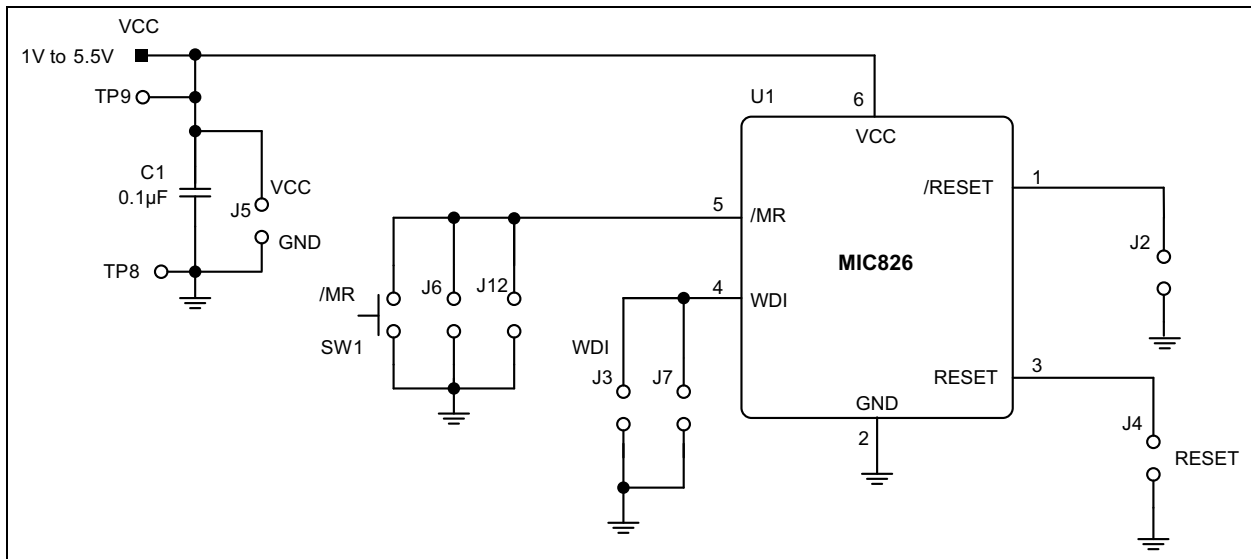 VCC
1V to 5.5V
TP9
C1
0.1µF
J5
VCC
GND
TP8
/MR
SW1
J6
J12
WDI
J3
J7
U1
6
VCC
5
/MR
4
WDI
MIC826
/RESET
1
RESET
3
GND
2
J2
J4
RESET